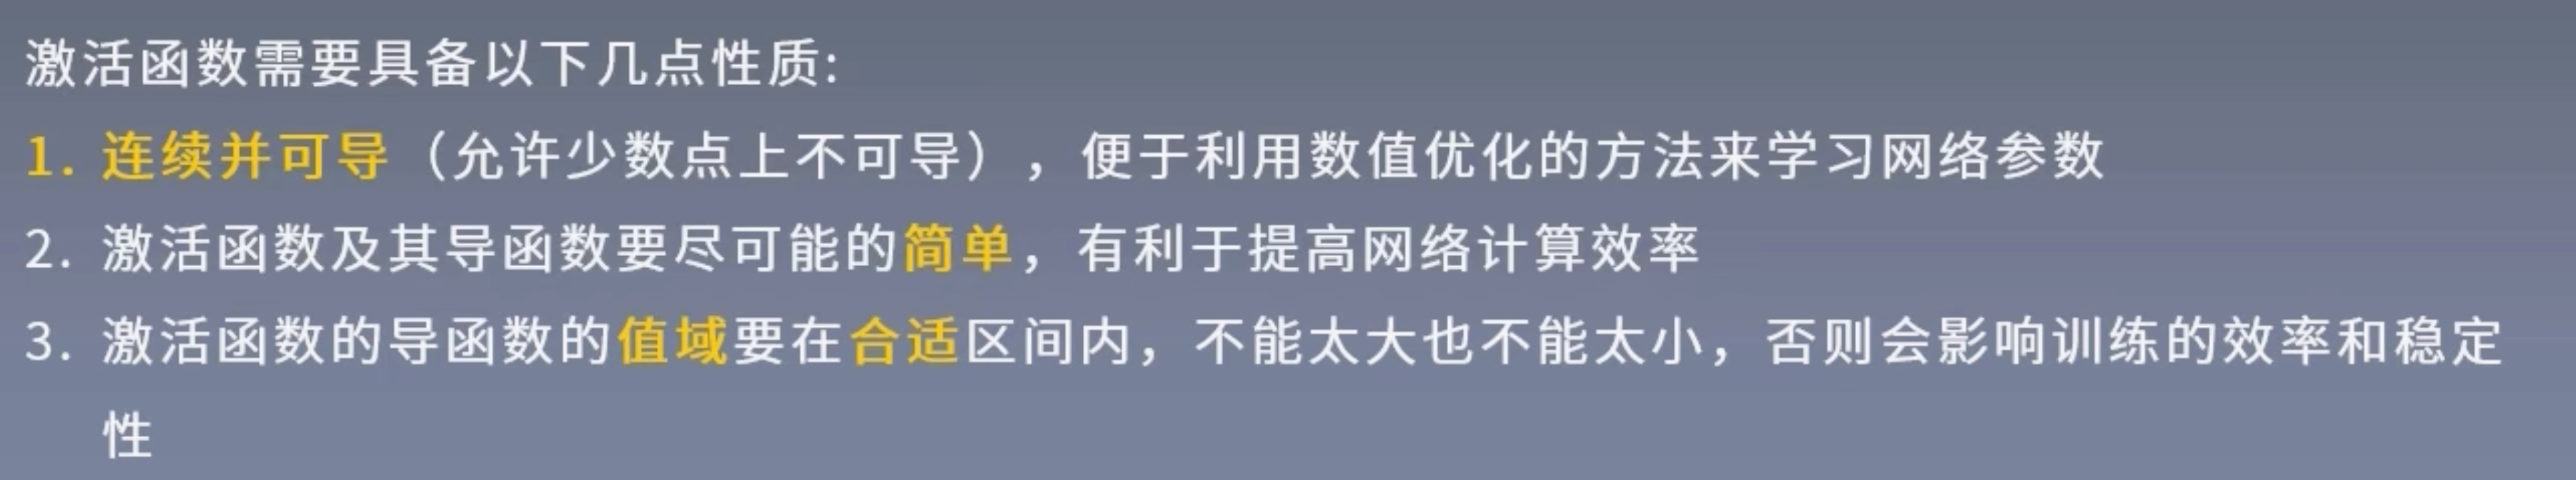 激活函数需要具备以下几点性质:
1. 连续并可导（允许少数点上不可导），便于利用数值优化的方法来学习网络参数
2. 激活函数及其导函数要尽可能的简单，有利于提高网络计算效率
3. 激活函数的导函数的值域要在合适区间内，不能太大也不能太小，否则会影响训练的效率和稳定
性